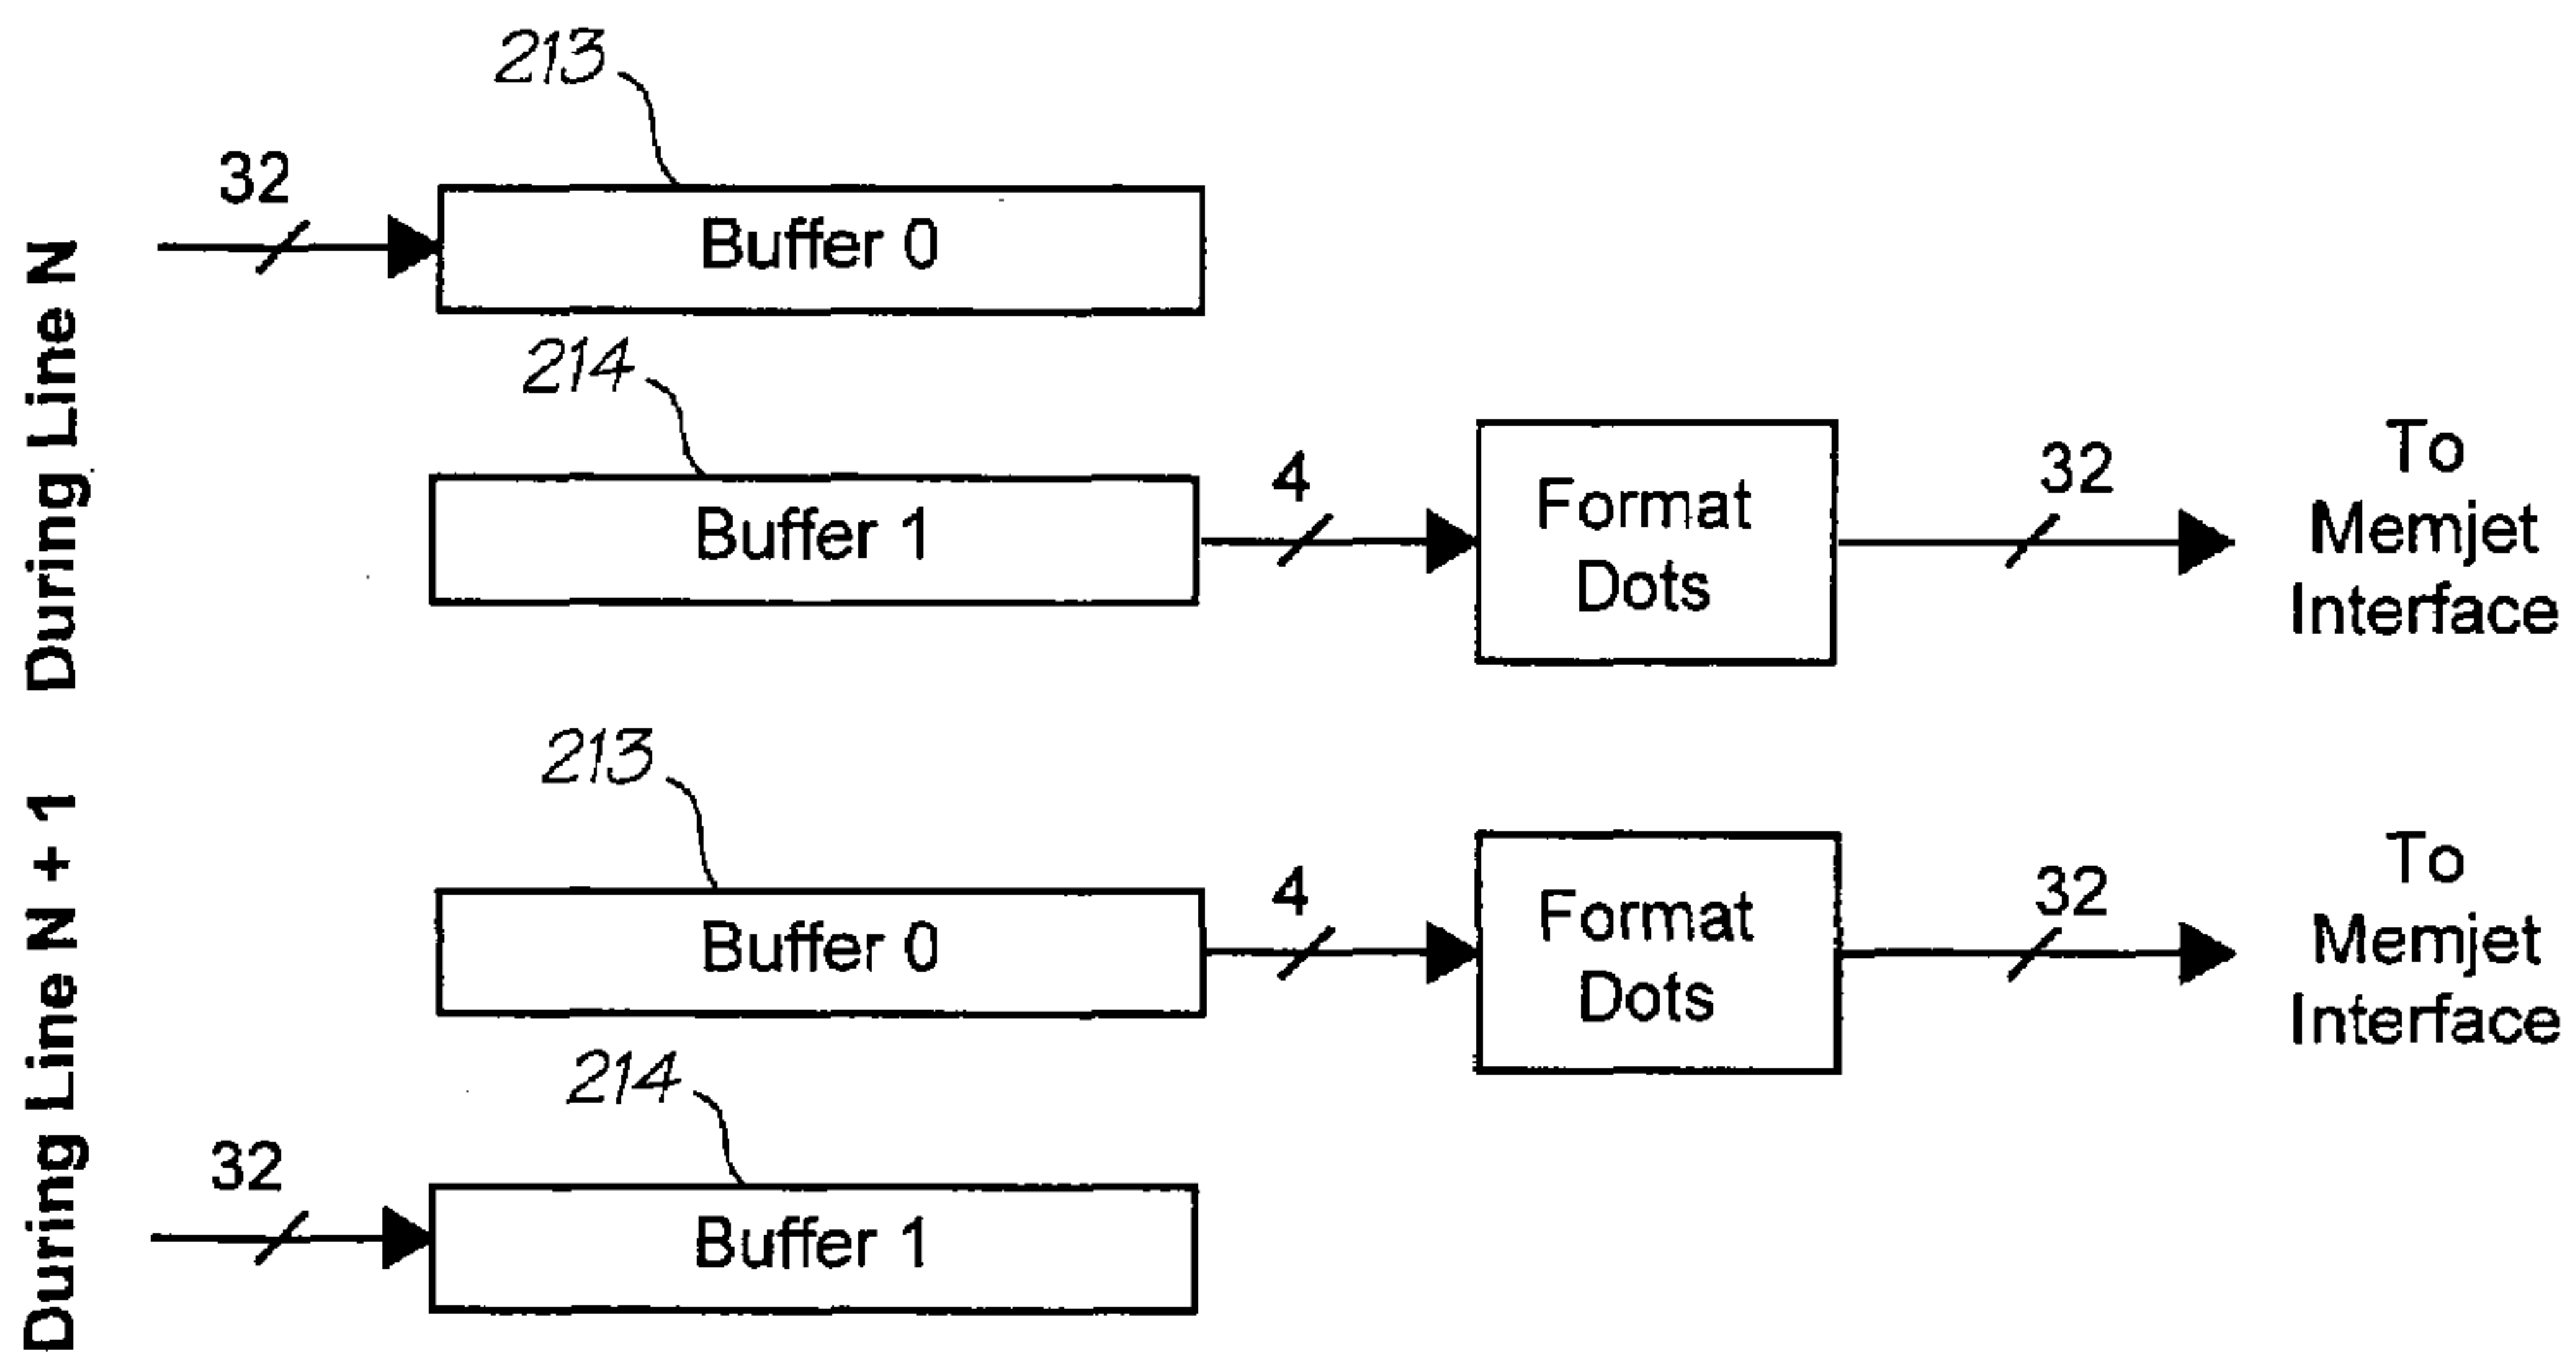 During Line N
213
32
Buffer 0
214
Buffer 1
4
Format
Dots
32
To
Memjet
Interface
During Line N + 1
213
Buffer 0
4
Format
Dots
32
To
Memjet
Interface
214
32
Buffer 1